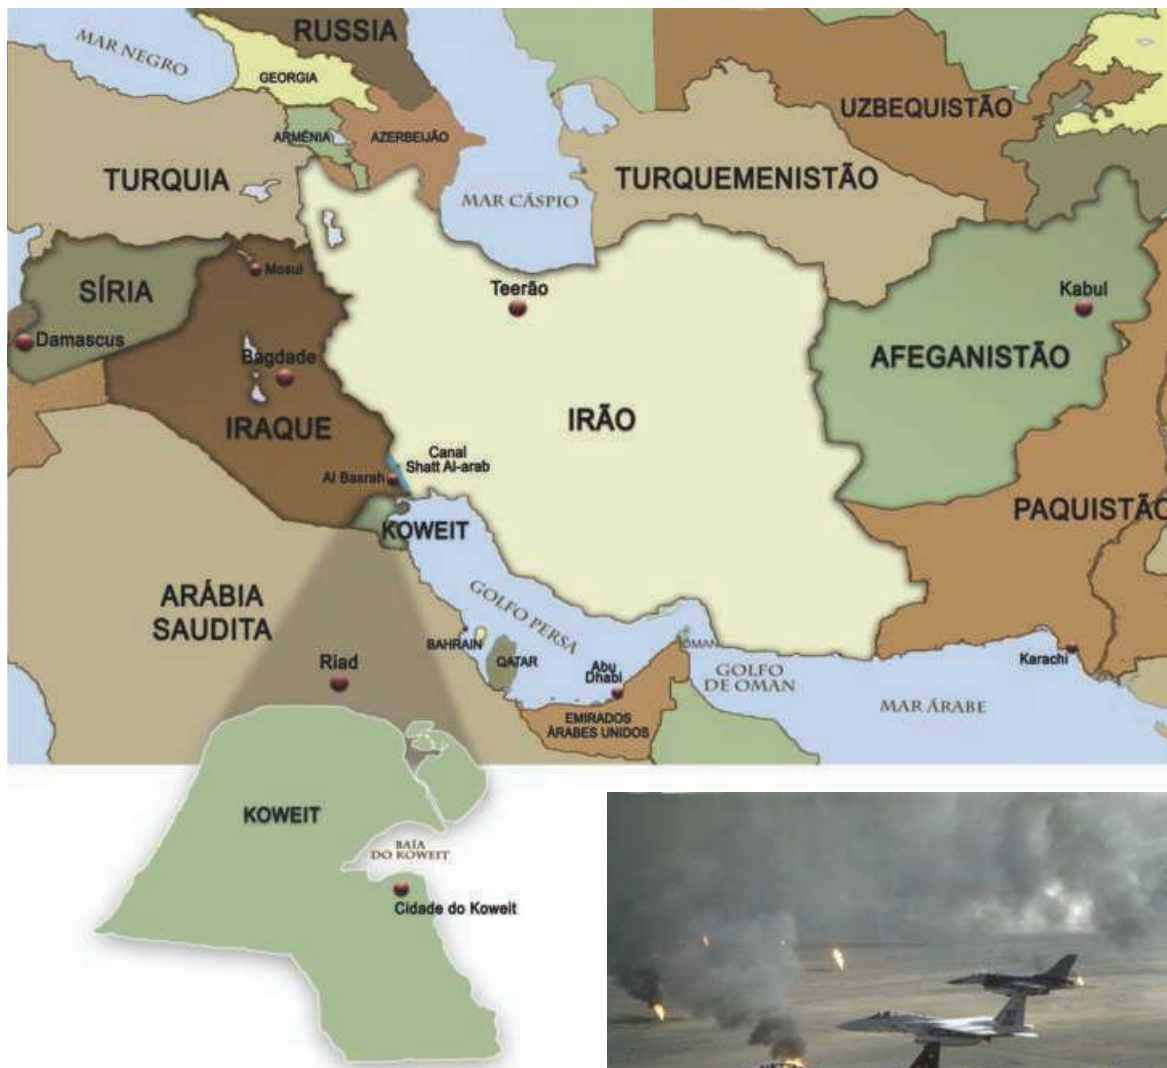 RUSSIA
MAR NEGRO
GEORGIA
UZBEQUISTÃO
ARMÉNIA
AZERBEIJÃO
TURQUIA
MAR CÁSPIO
TURQUEMENISTÃO
Mosul
SÍRIA
Teerão
Kabul
Damascus
Bagdade
AFEGANISTÃO
IRAQUE
IRÃO
Canal
Shatt Al-arab
Al Basrah
KOWEIT
PAQUISTÃO
ARÁBIA
SAUDITA
GOLFO PERSA
BAHRAIN
OMAN
Riad
QATAR
Abu
Dhabi
GOLFO
DE OMAN
Karachi
MAR ÁRABE
EMIRADOS
ÁRABES UNIDOS
KOWEIT
BAÍA
DO KOWEIT
Cidade do Koweit